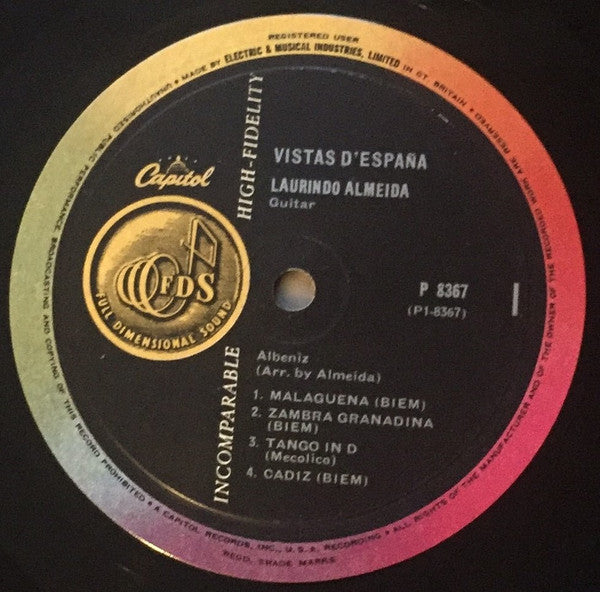 REGISTERED USER
MADE BY ELECTRIC & MUSICAL INDUSTRIES, LIMITED IN GT. BRITAIN • ALL RIGHTS OF THE MANUFACTURER AND OF THE OWNER OF THE RECORDED WORK ARE RESERVED.
UNAUTHORISED PUBLIC PERFORMANCE, BROADCASTING AND COPYING OF THIS RECORD PROHIBITED • A CAPITOL RECORDS, INC., U.S.A. RECORDING •
REGD. TRADE MARKS
INCOMPARABLE HIGH-FIDELITY
Capitol
FDS
FULL DIMENSIONAL SOUND
VISTAS D'ESPAÑA
LAURINDO ALMEIDA
Guitar
P 8367
(P1-8367)
1
Albeniz
(Arr. by Almeida)
1. MALAGUENA (BIEM)
2. ZAMBRA GRANADINA
(BIEM)
3. TANGO IN D
(Mecolico)
4. CADIZ (BIEM)